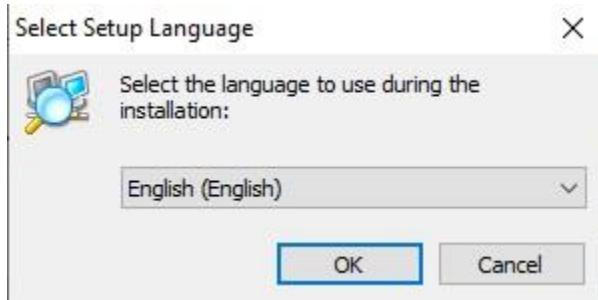 Select Setup Language
Select the language to use during the
installation:
English (English)
OK Cancel